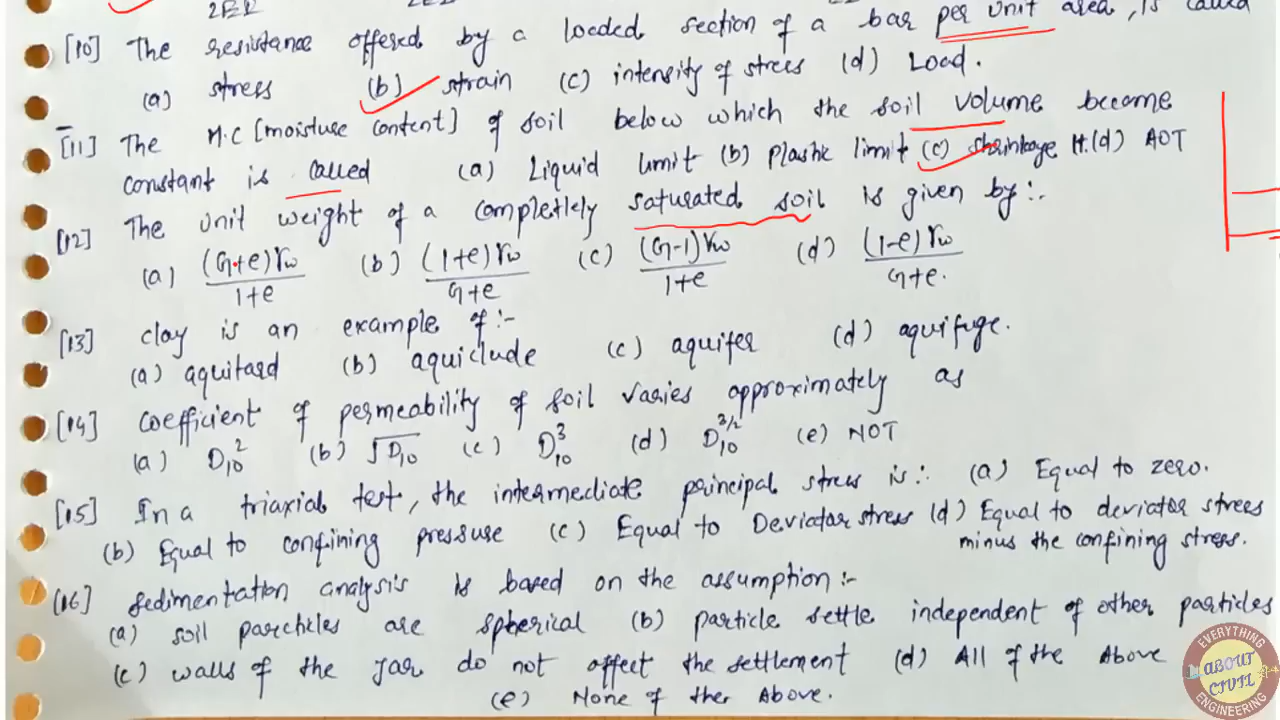 2EI
[10] The resistance offered by a loaded section of a bar per unit area, is called
(a) stress (b) strain (c) intensity of stress (d) Load.
[11] The M.C [moisture content] of soil below which the soil volume become
constant is called (a) Liquid limit (b) plastic limit (c) shrinkage lt. (d) AOT
[12] The unit weight of a completely saturated soil is given by:-
(a) (G+e)γw/1+e (b) (1+e)γw/G+e (c) (G-1)γw/1+e (d) (1-e)γw/G+e.
[13] clay is an example of :-
(a) aquitard (b) aquiclude (c) aquifer (d) aquifuge.
[14] coefficient of permeability of soil varies approximately as
(a) D₁₀² (b) √D₁₀ (c) D₁₀³ (d) D₁₀^3/2 (e) NOT
[15] In a triaxial test, the intermediate principal stress is :. (a) Equal to zero.
(b) Equal to confining pressure (c) Equal to Deviator stress (d) Equal to deviator stress
minus the confining stress.
[16] sedimentation analysis is based on the assumption :-
(a) soil parcticles are spherical (b) particle settle independent of other particles
(c) walls of the jar do not affect the settlement (d) All of the Above
(e) None of ther Above.
EVERYTHING
ABOUT
CIVIL
ENGINEERING